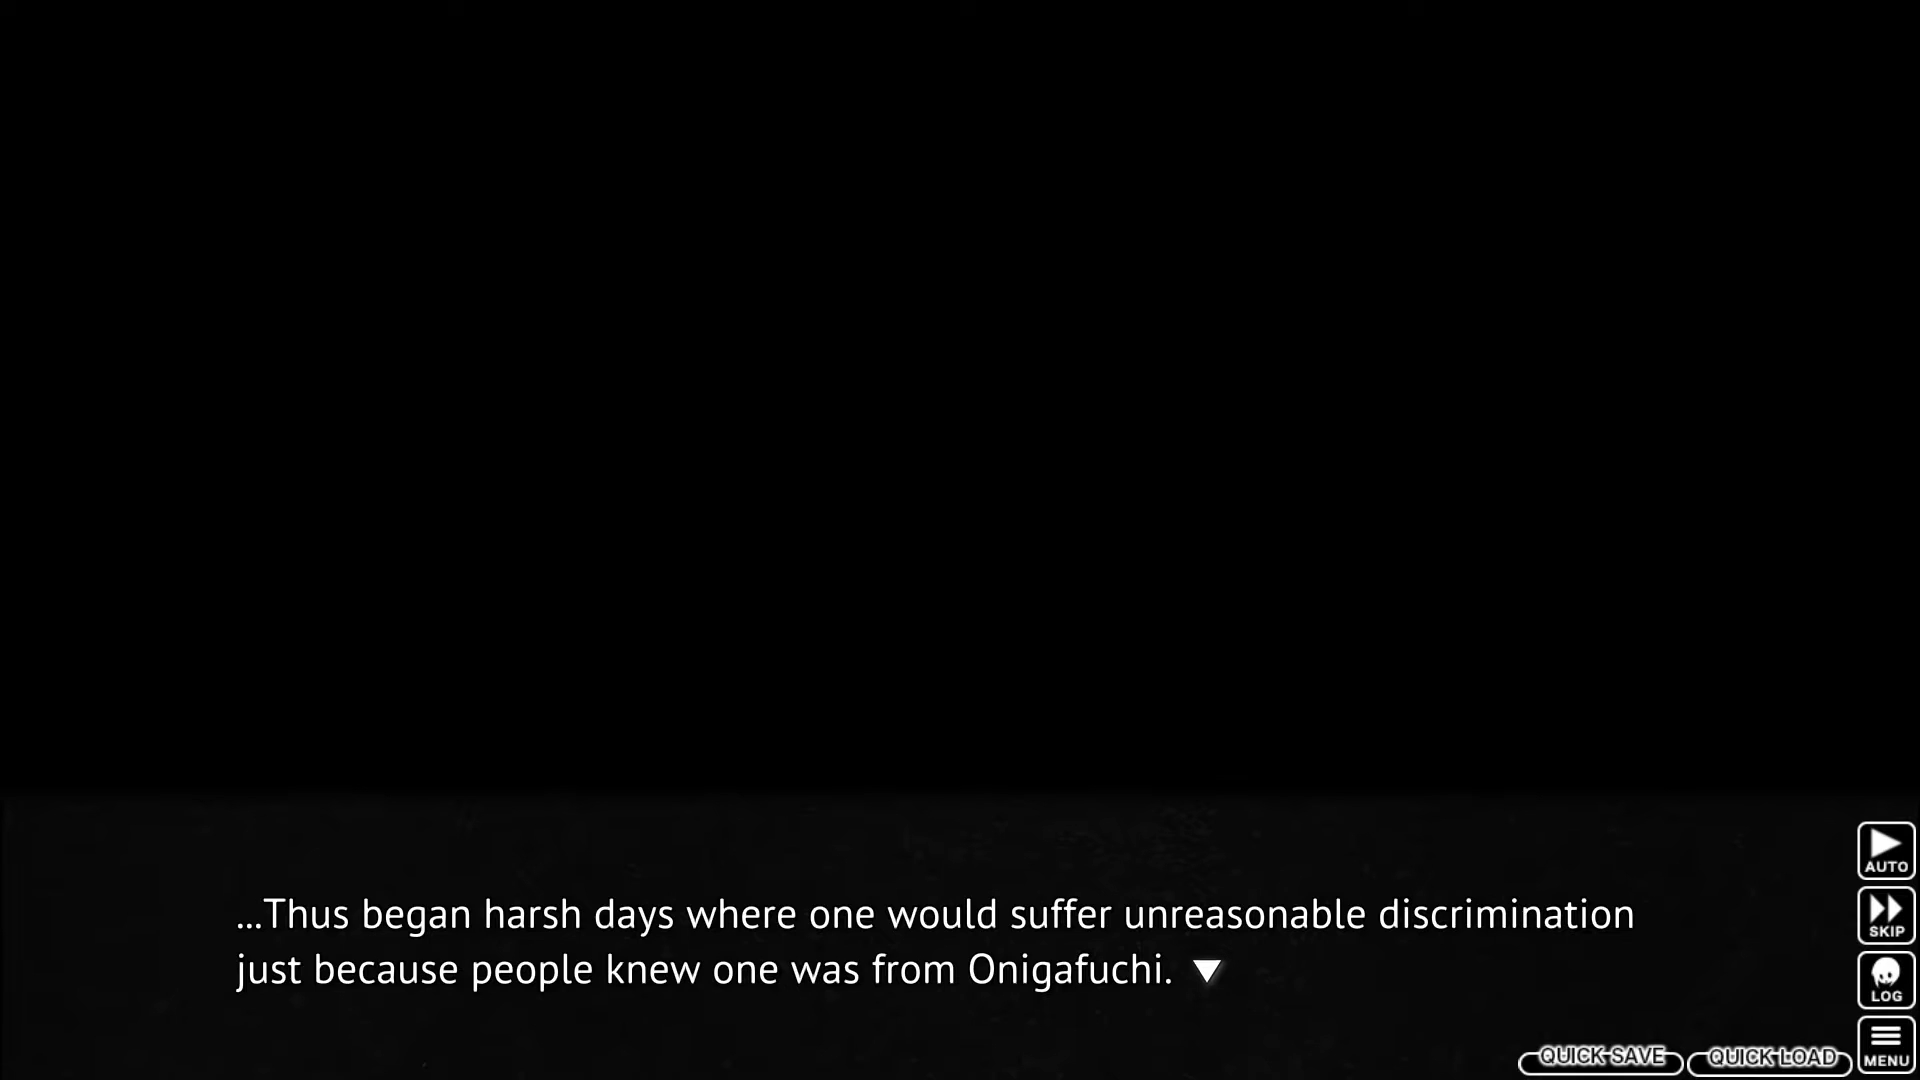 ...Thus began harsh days where one would suffer unreasonable discrimination
just because people knew one was from Onigafuchi.
AUTO
SKIP
LOG
MENU
QUICK SAVE
QUICK LOAD